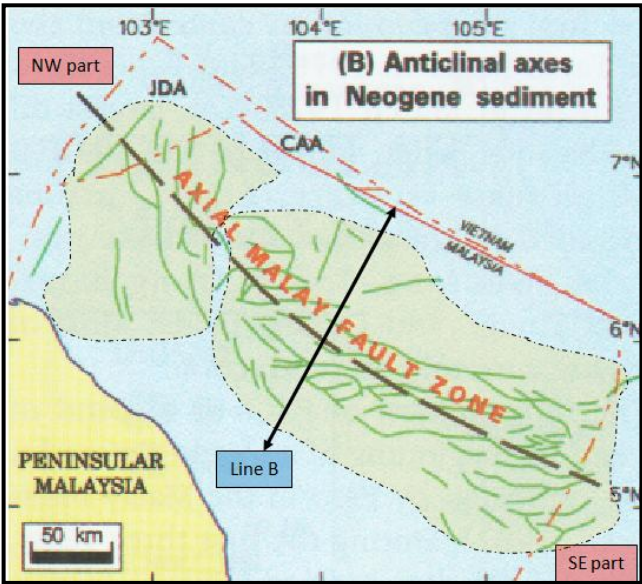 103°E
104°E
105°E
NW part
(B) Anticlinal axes
in Neogene sediment
JDA
CAA
7°N
AXIAL MALAY FAULT ZONE
VIETNAM
MALAYSIA
6°N
PENINSULAR
MALAYSIA
Line B
5°N
50 km
SE part